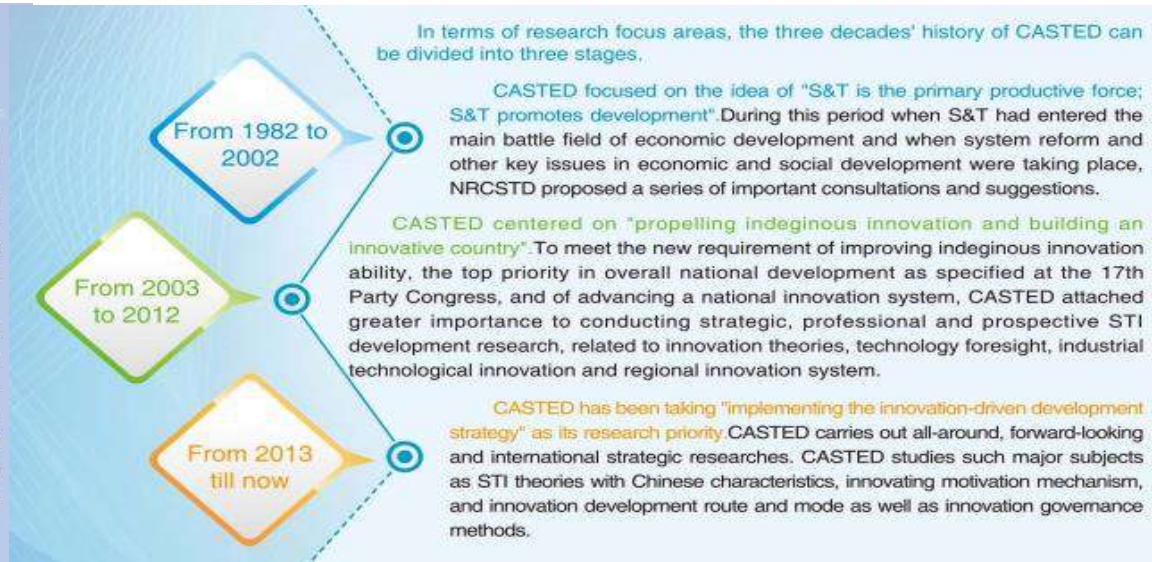 In terms of research focus areas, the three decades' history of CASTED can
be divided into three stages.
From 1982 to
2002
CASTED focused on the idea of "S&T is the primary productive force;
S&T promotes development".During this period when S&T had entered the
main battle field of economic development and when system reform and
other key issues in economic and social development were taking place,
NRCSTD proposed a series of important consultations and suggestions.
From 2003
to 2012
CASTED centered on "propelling indeginous innovation and building an
innovative country".To meet the new requirement of improving indeginous innovation
ability, the top priority in overall national development as specified at the 17th
Party Congress, and of advancing a national innovation system, CASTED attached
greater importance to conducting strategic, professional and prospective STI
development research, related to innovation theories, technology foresight, industrial
technological innovation and regional innovation system.
From 2013
till now
CASTED has been taking "implementing the innovation-driven development
strategy" as its research priority.CASTED carries out all-around, forward-looking
and international strategic researches. CASTED studies such major subjects
as STI theories with Chinese characteristics, innovating motivation mechanism,
and innovation development route and mode as well as innovation governance
methods.